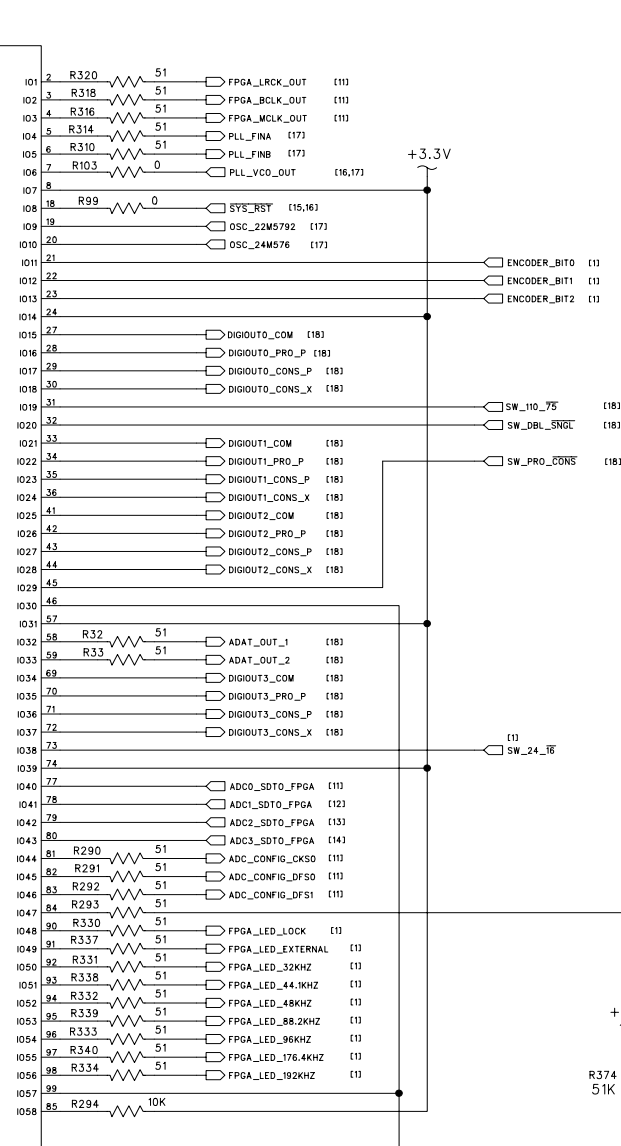 IO1 2 R320 51 FPGA_LRCK_OUT [11]
IO2 3 R318 51 FPGA_BCLK_OUT [11]
IO3 4 R316 51 FPGA_MCLK_OUT [11]
IO4 5 R314 51 PLL_FINA [17]
IO5 6 R310 51 PLL_FINB [17]
+3.3V
IO6 7 R103 0 PLL_VCO_OUT [16,17]
IO7 8
IO8 18 R99 0 SYS_RST [15,16]
IO9 19 OSC_22M5792 [17]
IO10 20 OSC_24M576 [17]
IO11 21 ENCODER_BIT0 [1]
IO12 22 ENCODER_BIT1 [1]
IO13 23 ENCODER_BIT2 [1]
IO14 24
IO15 27 DIGIOUT0_COM [18]
IO16 28 DIGIOUT0_PRO_P [18]
IO17 29 DIGIOUT0_CONS_P [18]
IO18 30 DIGIOUT0_CONS_X [18]
IO19 31 SW_110_75 [18]
IO20 32 SW_DBL_SNGL [18]
IO21 33 DIGIOUT1_COM [18]
IO22 34 DIGIOUT1_PRO_P [18] SW_PRO_CONS [18]
IO23 35 DIGIOUT1_CONS_P [18]
IO24 36 DIGIOUT1_CONS_X [18]
IO25 41 DIGIOUT2_COM [18]
IO26 42 DIGIOUT2_PRO_P [18]
IO27 43 DIGIOUT2_CONS_P [18]
IO28 44 DIGIOUT2_CONS_X [18]
IO29 45
IO30 46
IO31 57
IO32 58 R32 51 ADAT_OUT_1 [18]
IO33 59 R33 51 ADAT_OUT_2 [18]
IO34 69 DIGIOUT3_COM [18]
IO35 70 DIGIOUT3_PRO_P [18]
IO36 71 DIGIOUT3_CONS_P [18]
IO37 72 DIGIOUT3_CONS_X [18]
[1]
IO38 73 SW_24_16
IO39 74
IO40 77 ADC0_SDTO_FPGA [11]
IO41 78 ADC1_SDTO_FPGA [12]
IO42 79 ADC2_SDTO_FPGA [13]
IO43 80 ADC3_SDTO_FPGA [14]
IO44 81 R290 51 ADC_CONFIG_CKS0 [11]
IO45 82 R291 51 ADC_CONFIG_DFS0 [11]
IO46 83 R292 51 ADC_CONFIG_DFS1 [11]
IO47 84 R293 51
IO48 90 R330 51 FPGA_LED_LOCK [1]
IO49 91 R337 51 FPGA_LED_EXTERNAL [1]
IO50 92 R331 51 FPGA_LED_32KHZ [1]
IO51 93 R338 51 FPGA_LED_44.1KHZ [1]
IO52 94 R332 51 FPGA_LED_48KHZ [1]
IO53 95 R339 51 FPGA_LED_88.2KHZ [1] +
IO54 96 R333 51 FPGA_LED_96KHZ [1]
IO55 97 R340 51 FPGA_LED_176.4KHZ [1]
IO56 98 R334 51 FPGA_LED_192KHZ [1] R374
IO57 99 51K
IO58 85 R294 10K